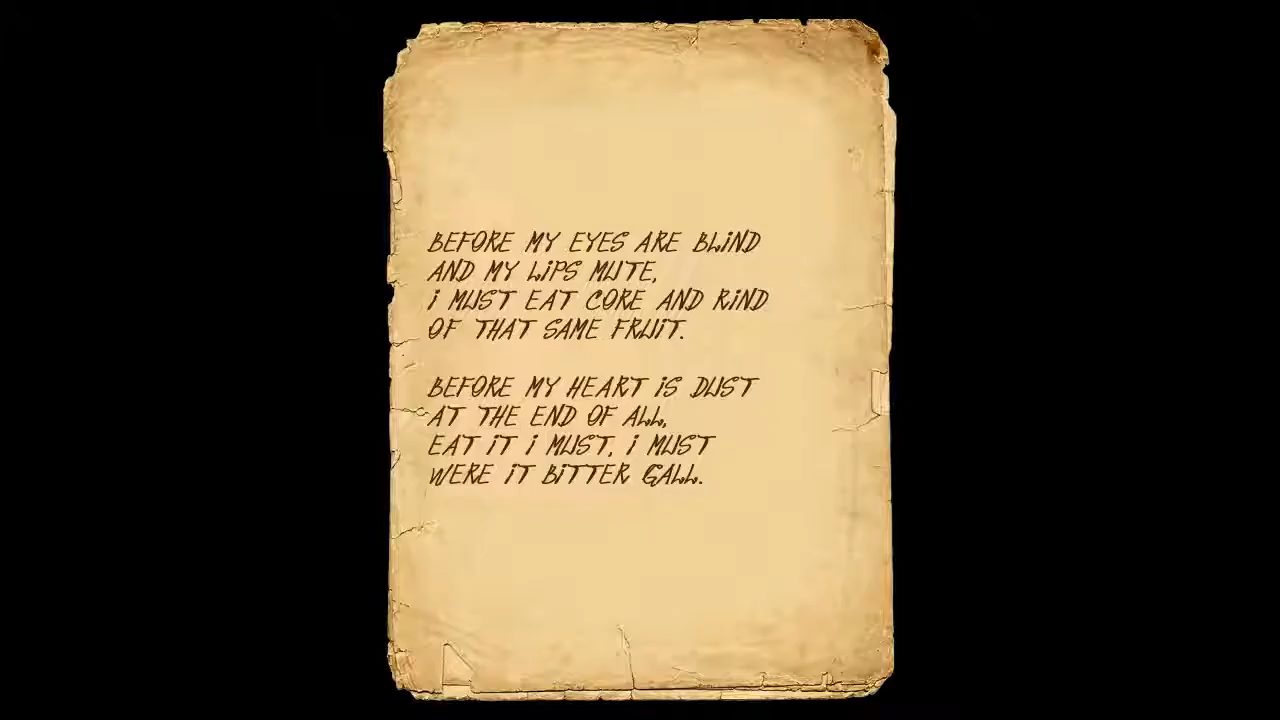 BEFORE MY EYES ARE BLIND
AND MY LIPS MUTE,
I MUST EAT CORE AND RIND
OF THAT SAME FRUIT.

BEFORE MY HEART IS DUST
AT THE END OF ALL,
EAT IT I MUST, I MUST
WERE IT BITTER GALL.